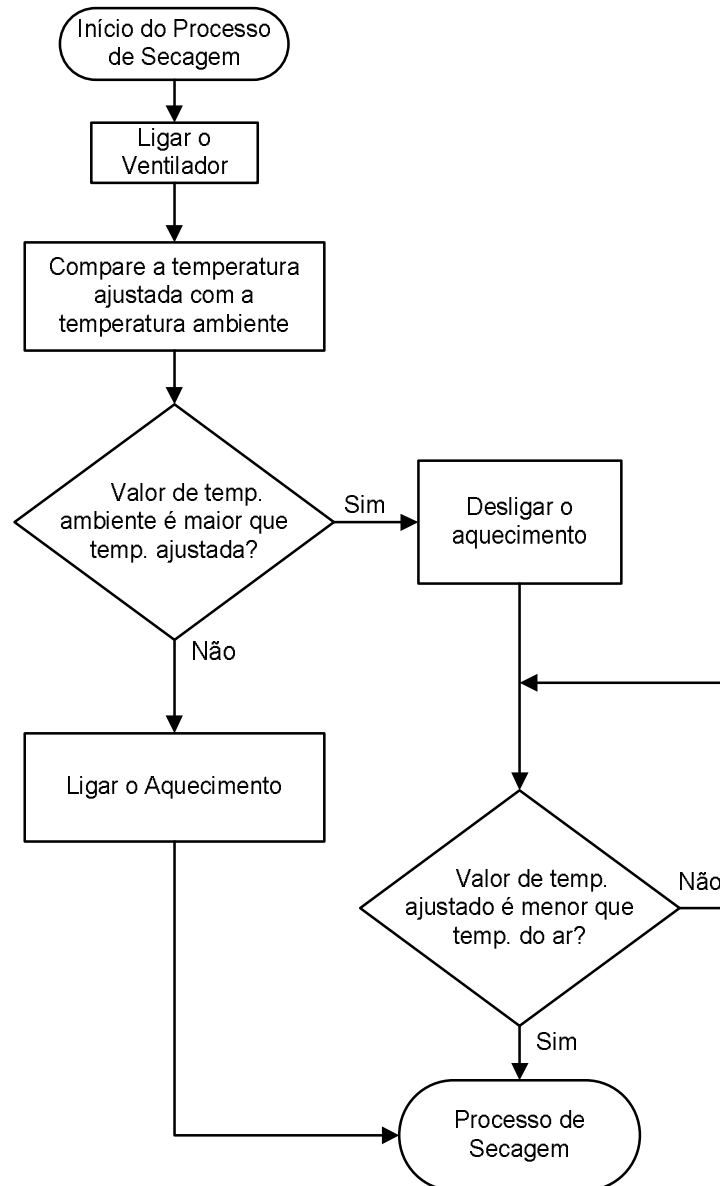 Início do Processo
de Secagem
Ligar o
Ventilador
Compare a temperatura
ajustada com a
temperatura ambiente
Valor de temp.
ambiente é maior que
temp. ajustada?
Sim
Desligar o
aquecimento
Não
Ligar o Aquecimento
Valor de temp.
ajustado é menor que
temp. do ar?
Não
Sim
Processo de
Secagem